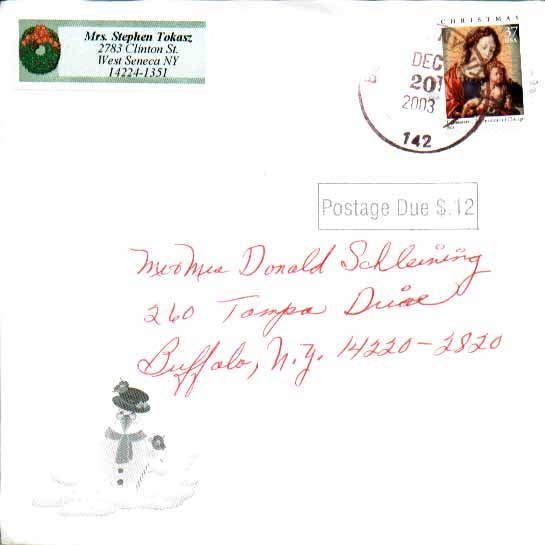 Mrs. Stephen Tokasz
2783 Clinton St.
West Seneca NY
14224-1351
CHRISTMAS
37
USA
DEC
20
2003
142
Postage Due $.12
Mr & Mrs Donald Schleining
260 Tampa Drive
Buffalo, N.Y. 14220-2820